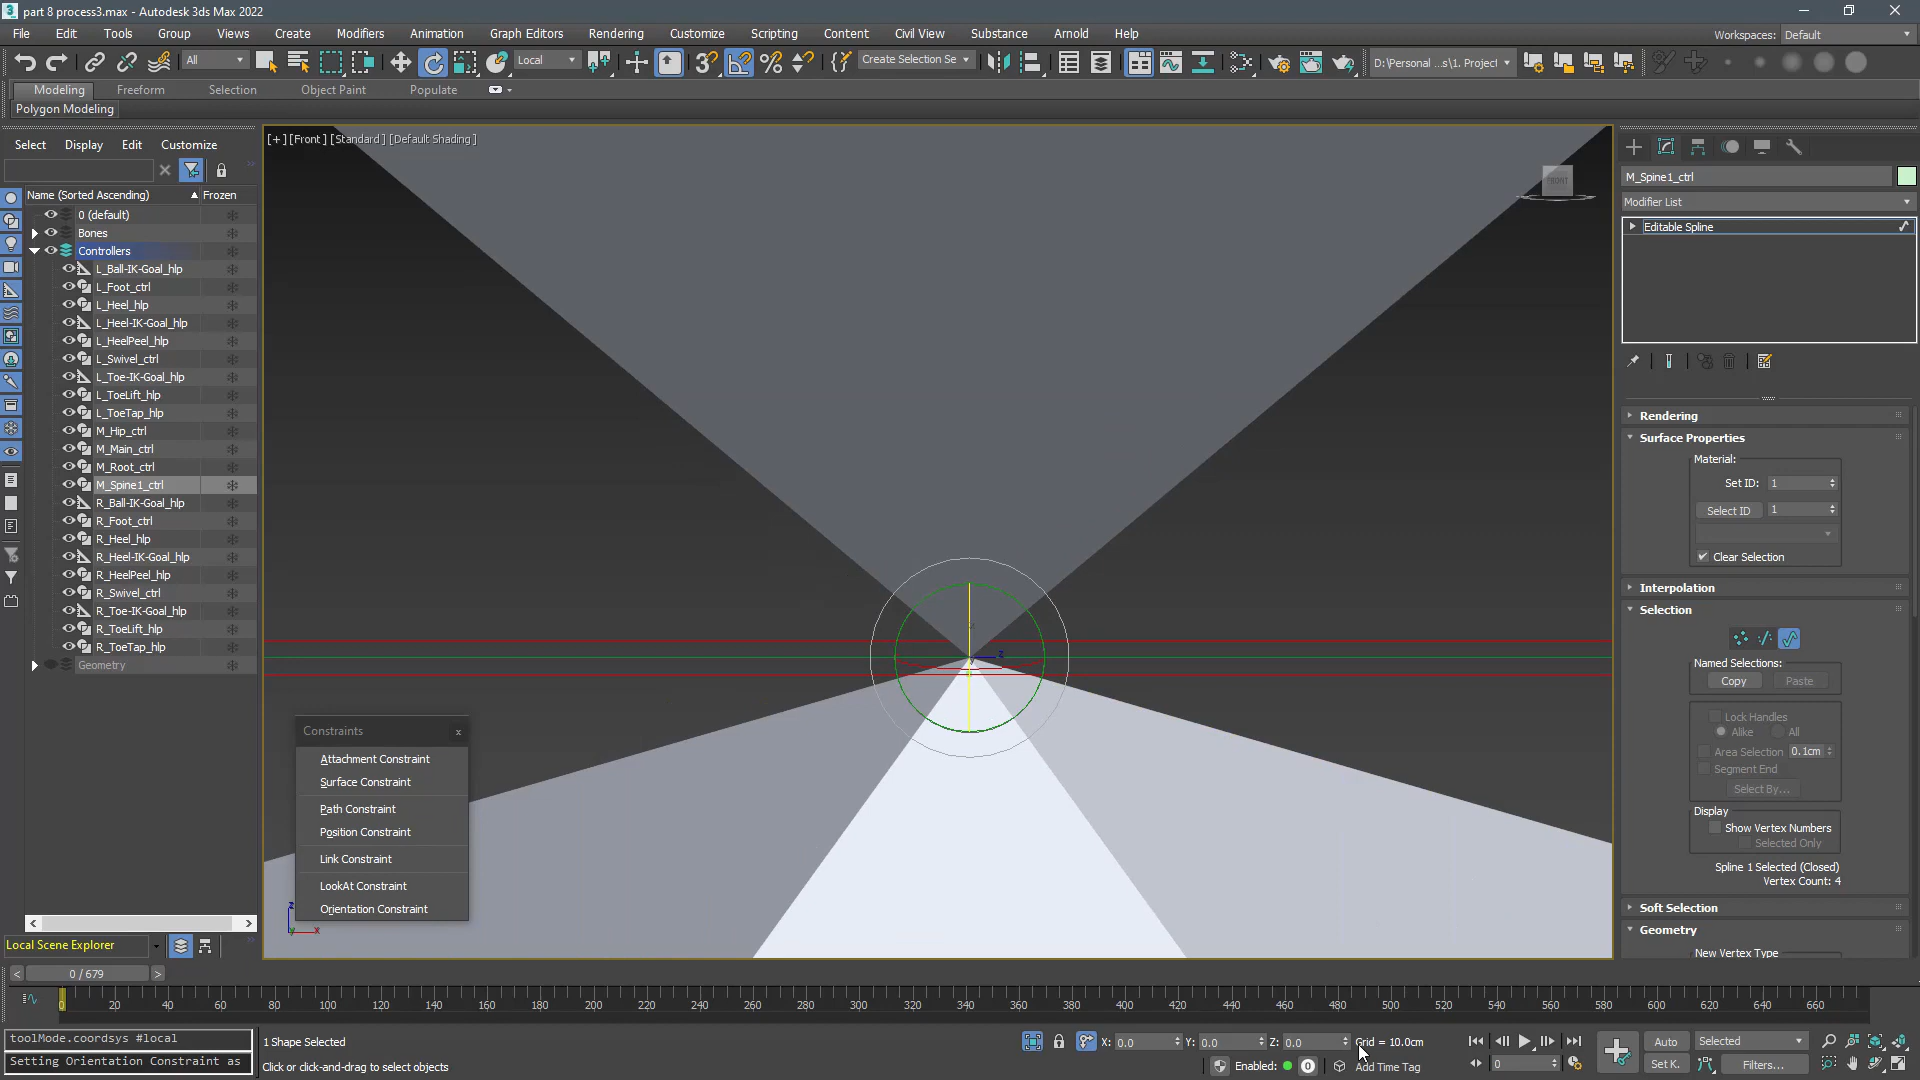 part 8 process3.max - Autodesk 3ds Max 2022
File Edit Tools Group Views Create Modifiers Animation Graph Editors Rendering Customize Scripting Content Civil View Substance Arnold Help
Workspaces: Default
All Local Create Selection Se D:\Personal ...s\1. Project
Modeling Freeform Selection Object Paint Populate
Polygon Modeling
Select Display Edit Customize
Name (Sorted Ascending) Frozen
0 (default)
Bones
Controllers
L_Ball-IK-Goal_hlp
L_Foot_ctrl
L_Heel_hlp
L_Heel-IK-Goal_hlp
L_HeelPeel_hlp
L_Swivel_ctrl
L_Toe-IK-Goal_hlp
L_ToeLift_hlp
L_ToeTap_hlp
M_Hip_ctrl
M_Main_ctrl
M_Root_ctrl
M_Spine1_ctrl
R_Ball-IK-Goal_hlp
R_Foot_ctrl
R_Heel_hlp
R_Heel-IK-Goal_hlp
R_HeelPeel_hlp
R_Swivel_ctrl
R_Toe-IK-Goal_hlp
R_ToeLift_hlp
R_ToeTap_hlp
Geometry
Local Scene Explorer
[+] [Front] [Standard] [Default Shading]
FRONT
z
Constraints x
Attachment Constraint
Surface Constraint
Path Constraint
Position Constraint
Link Constraint
LookAt Constraint
Orientation Constraint
z
y x
M_Spine1_ctrl
Modifier List
Editable Spline
Rendering
Surface Properties
Material:
Set ID: 1
Select ID 1
Clear Selection
Interpolation
Selection
Named Selections:
Copy Paste
Lock Handles
Alike All
Area Selection 0.1cm
Segment End
Select By...
Display
Show Vertex Numbers
Selected Only
Spline 1 Selected (Closed)
Vertex Count: 4
Soft Selection
Geometry
New Vertex Type
< 0 / 679 >
0 20 40 60 80 100 120 140 160 180 200 220 240 260 280 300 320 340 360 380 400 420 440 460 480 500 520 540 560 580 600 620 640 660
toolMode.coordsys #local
Setting Orientation Constraint as
1 Shape Selected
Click or click-and-drag to select objects
X: 0.0 Y: 0.0 Z: 0.0 Grid = 10.0cm
Enabled: 0 Add Time Tag
0
Auto Selected
Set K. Filters...